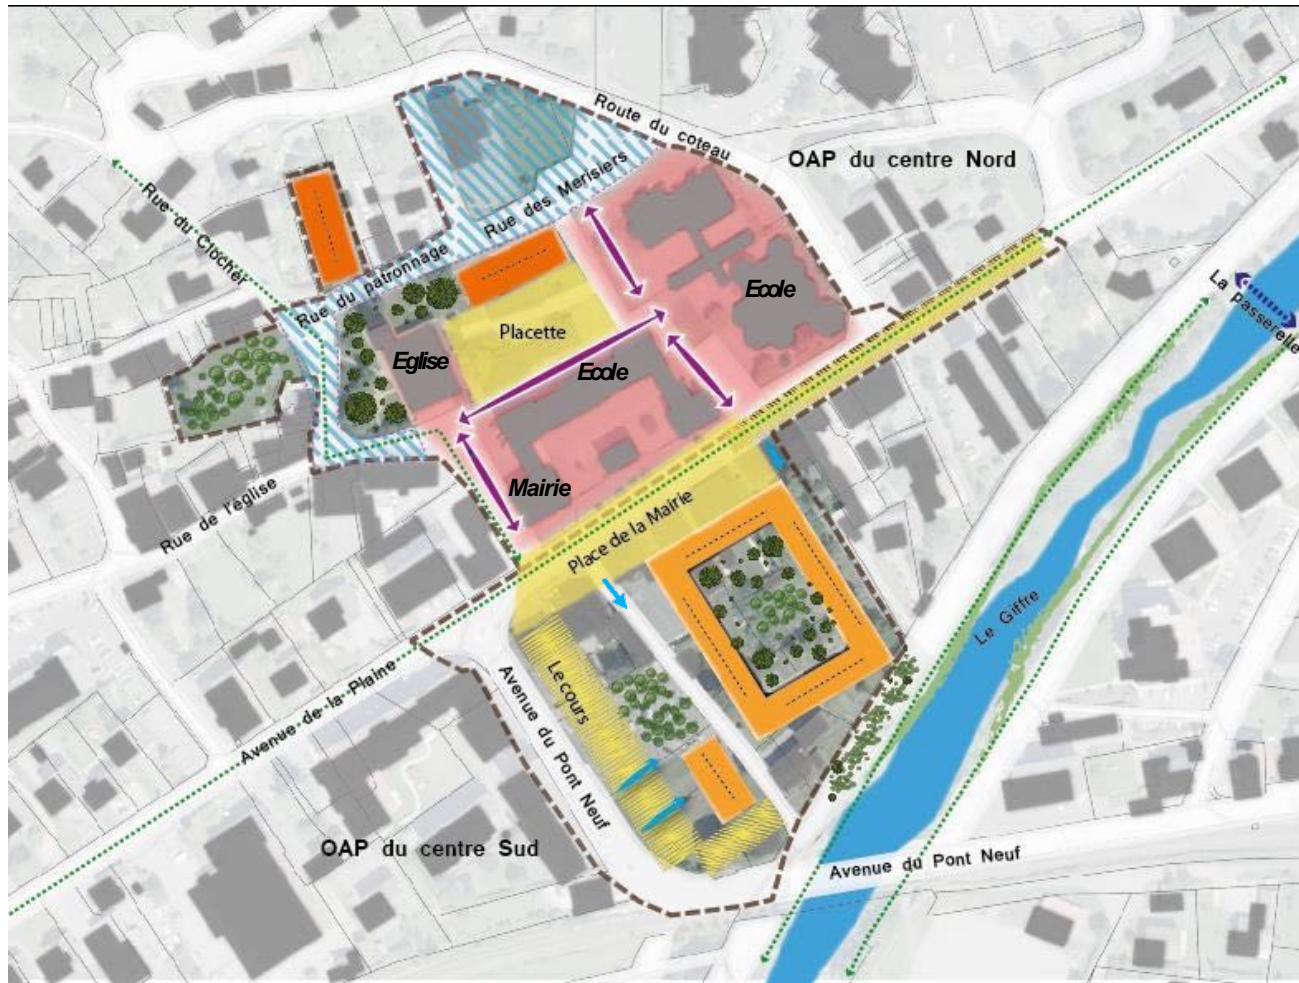 Route du coteau
OAP du centre Nord
Rue des Merisiers
Rue du Clocher
Rue du patronnage
La passerelle
Ecole
Placette
Eglise
Ecole
Mairie
Rue de l'église
Place de la Mairie
Le Giffre
Le cours
Avenue de la Plaine
Avenue du Pont Neuf
OAP du centre Sud
Avenue du Pont Neuf